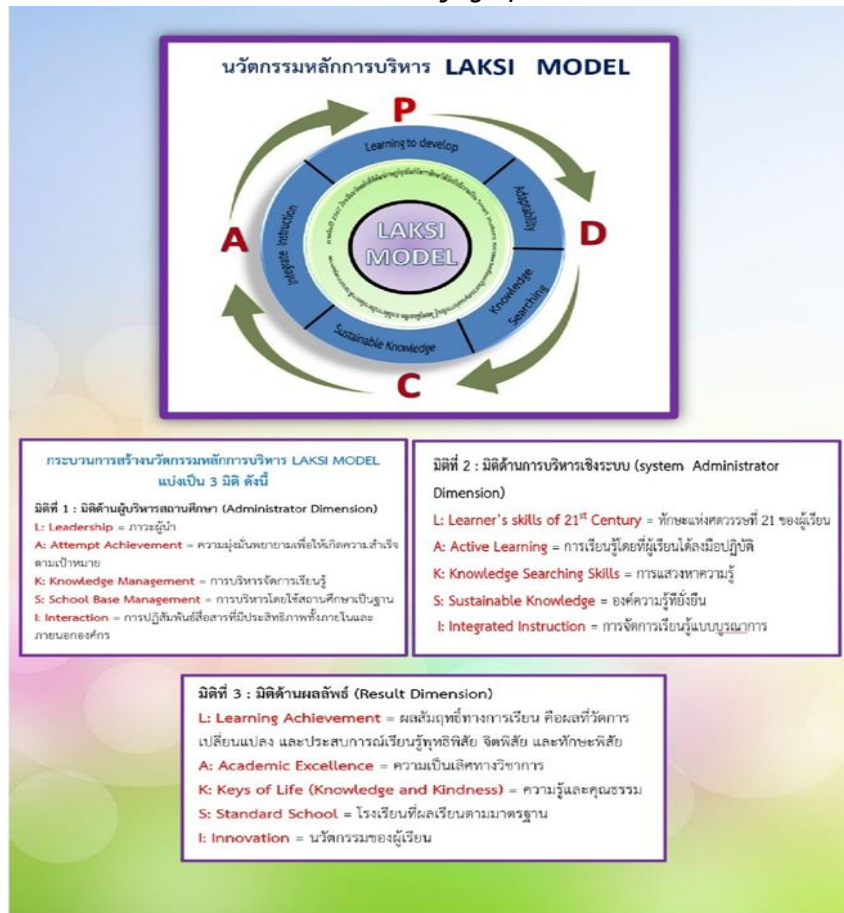 นวัตกรรมหลักการบริหาร LAKSI MODEL
P
Learning to develop
Adaptability
D
Knowledge
Searching
C
Sustainable Knowledge
A
Integrate Instruction
LAKSI
MODEL
กระบวนการสร้างนวัตกรรมหลักการบริหาร LAKSI MODEL
แบ่งเป็น 3 มิติ ดังนี้
มิติที่ 1 : มิติด้านผู้บริหารสถานศึกษา (Administrator Dimension)
L: Leadership = ภาวะผู้นำ
A: Attempt Achievement = ความมุ่งมั่นพยายามเพื่อให้เกิดความสำเร็จ
ตามเป้าหมาย
K: Knowledge Management = การบริหารจัดการเรียนรู้
S: School Base Management = การบริหารโดยใช้สถานศึกษาเป็นฐาน
I: Interaction = การปฏิสัมพันธ์สื่อสารที่มีประสิทธิภาพทั้งภายในและ
ภายนอกองค์กร
มิติที่ 2 : มิติด้านการบริหารเชิงระบบ (system Administrator
Dimension)
L: Learner's skills of 21st Century = ทักษะแห่งศตวรรษที่ 21 ของผู้เรียน
A: Active Learning = การเรียนรู้โดยที่ผู้เรียนได้ลงมือปฏิบัติ
K: Knowledge Searching Skills = การแสวงหาความรู้
S: Sustainable Knowledge = องค์ความรู้ที่ยั่งยืน
I: Integrated Instruction = การจัดการเรียนรู้แบบบูรณาการ
มิติที่ 3 : มิติด้านผลลัพธ์ (Result Dimension)
L: Learning Achievement = ผลสัมฤทธิ์ทางการเรียน คือผลที่วัดการ
เปลี่ยนแปลง และประสบการณ์เรียนรู้พุทธิพิสัย จิตพิสัย และทักษะพิสัย
A: Academic Excellence = ความเป็นเลิศทางวิชาการ
K: Keys of Life (Knowledge and Kindness) = ความรู้และคุณธรรม
S: Standard School = โรงเรียนที่ผลเรียนตามมาตรฐาน
I: Innovation = นวัตกรรมของผู้เรียน